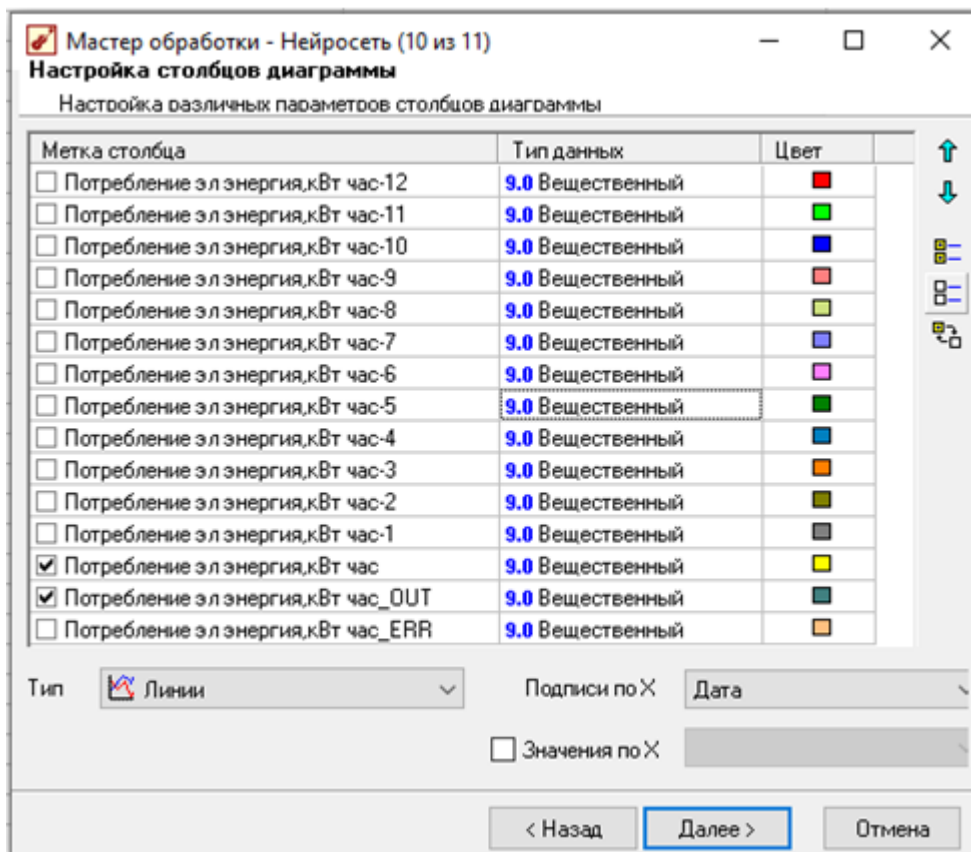 Мастер обработки - Нейросеть (10 из 11)
Настройка столбцов диаграммы
Настройка различных параметров столбцов диаграммы
Метка столбца Тип данных Цвет
Потребление эл энергия,кВт час-12 9.0 Вещественный
Потребление эл энергия,кВт час-11 9.0 Вещественный
Потребление эл энергия,кВт час-10 9.0 Вещественный
Потребление эл энергия,кВт час-9 9.0 Вещественный
Потребление эл энергия,кВт час-8 9.0 Вещественный
Потребление эл энергия,кВт час-7 9.0 Вещественный
Потребление эл энергия,кВт час-6 9.0 Вещественный
Потребление эл энергия,кВт час-5 9.0 Вещественный
Потребление эл энергия,кВт час-4 9.0 Вещественный
Потребление эл энергия,кВт час-3 9.0 Вещественный
Потребление эл энергия,кВт час-2 9.0 Вещественный
Потребление эл энергия,кВт час-1 9.0 Вещественный
Потребление эл энергия,кВт час 9.0 Вещественный
Потребление эл энергия,кВт час_OUT 9.0 Вещественный
Потребление эл энергия,кВт час_ERR 9.0 Вещественный
Тип Линии Подписи по X Дата
Значения по X
< Назад Далее > Отмена